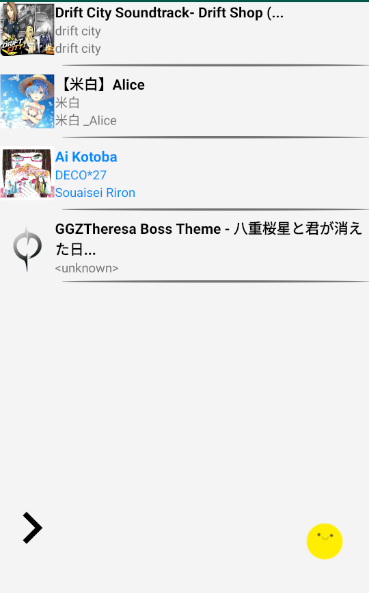 Drift City Soundtrack- Drift Shop (...
drift city
drift city
【米白】Alice
米白
米白 _Alice
Ai Kotoba
DECO*27
Souaisei Riron
GGZTheresa Boss Theme - 八重桜星と君が消え
た日...
<unknown>